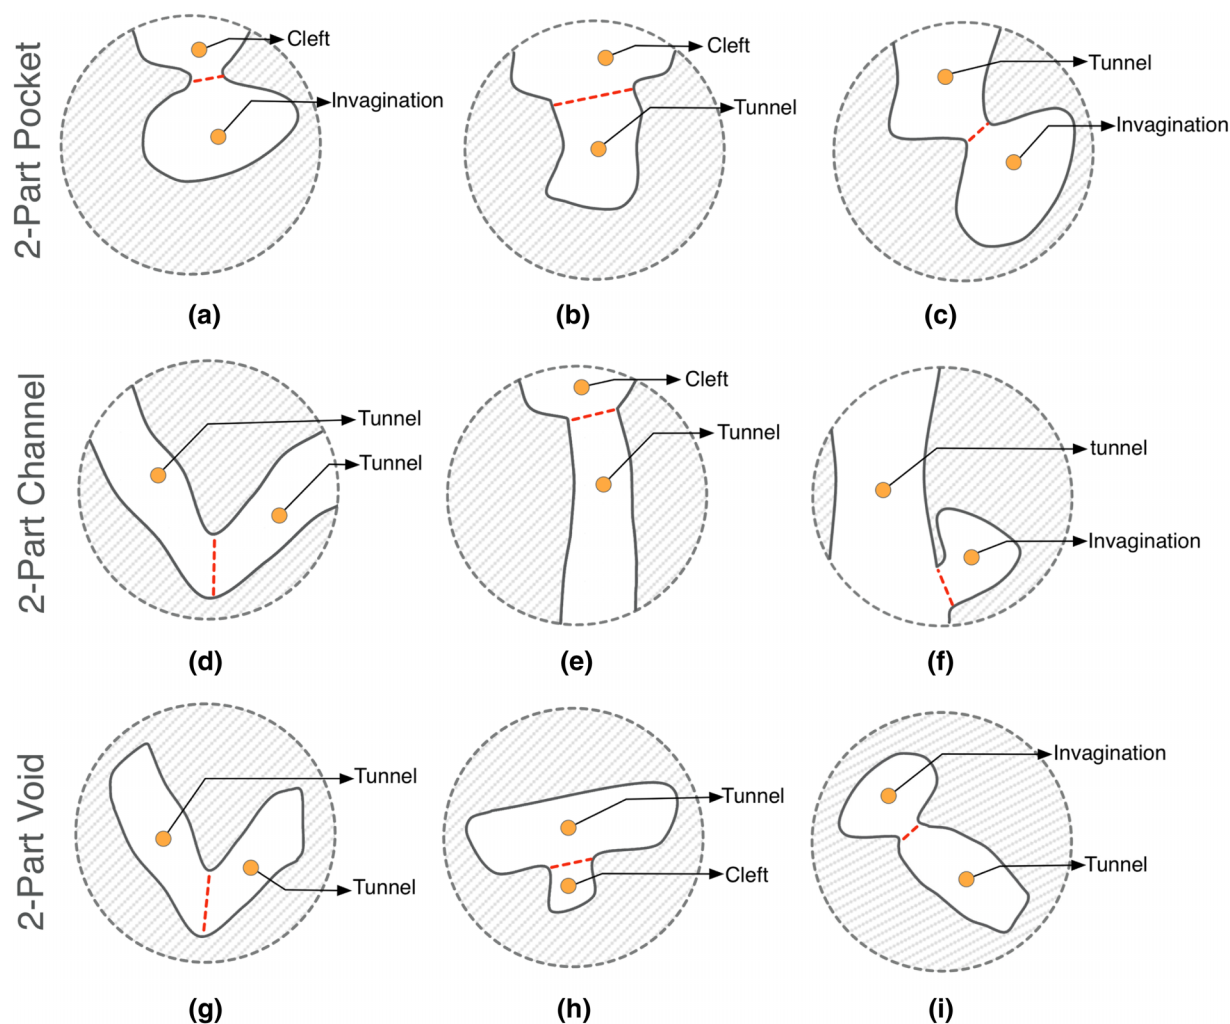 2-Part Pocket
Cleft
Invagination
Cleft
Tunnel
Tunnel
Invagination
(a)
(b)
(c)
2-Part Channel
Tunnel
Tunnel
Cleft
Tunnel
tunnel
Invagination
(d)
(e)
(f)
2-Part Void
Tunnel
Tunnel
Tunnel
Cleft
Invagination
Tunnel
(g)
(h)
(i)